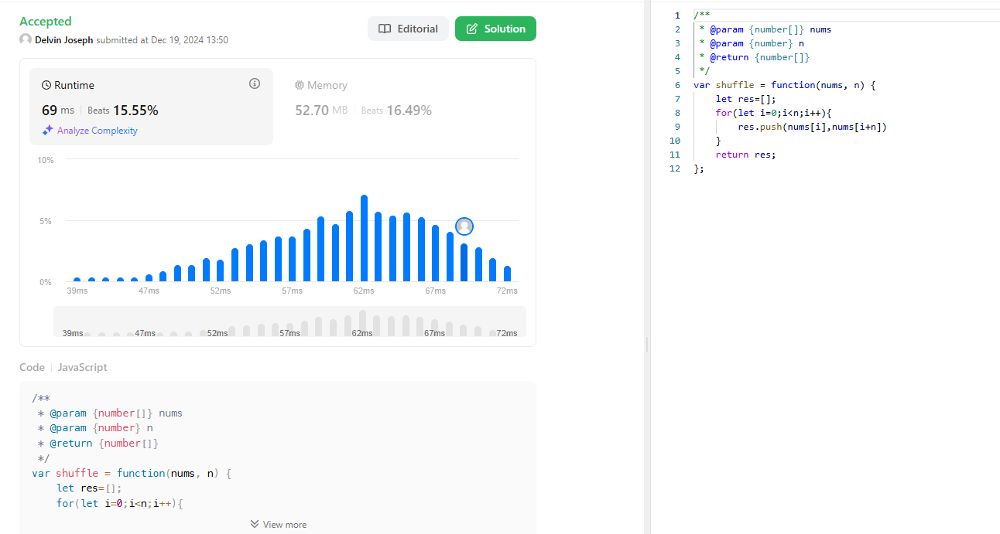 Accepted
Delvin Joseph submitted at Dec 19, 2024 13:50
Editorial
Solution
Runtime
69 ms | Beats 15.55%
Analyze Complexity
Memory
52.70 MB | Beats 16.49%
10%
5%
0%
39ms 47ms 52ms 57ms 62ms 67ms 72ms
39ms 47ms 52ms 57ms 62ms 67ms 72ms
Code | JavaScript
/**
 * @param {number[]} nums
 * @param {number} n
 * @return {number[]}
 */
var shuffle = function(nums, n) {
    let res=[];
    for(let i=0;i<n;i++){
View more
1 /**
2  * @param {number[]} nums
3  * @param {number} n
4  * @return {number[]}
5  */
6 var shuffle = function(nums, n) {
7     let res=[];
8     for(let i=0;i<n;i++){
9         res.push(nums[i],nums[i+n])
10     }
11     return res;
12 };